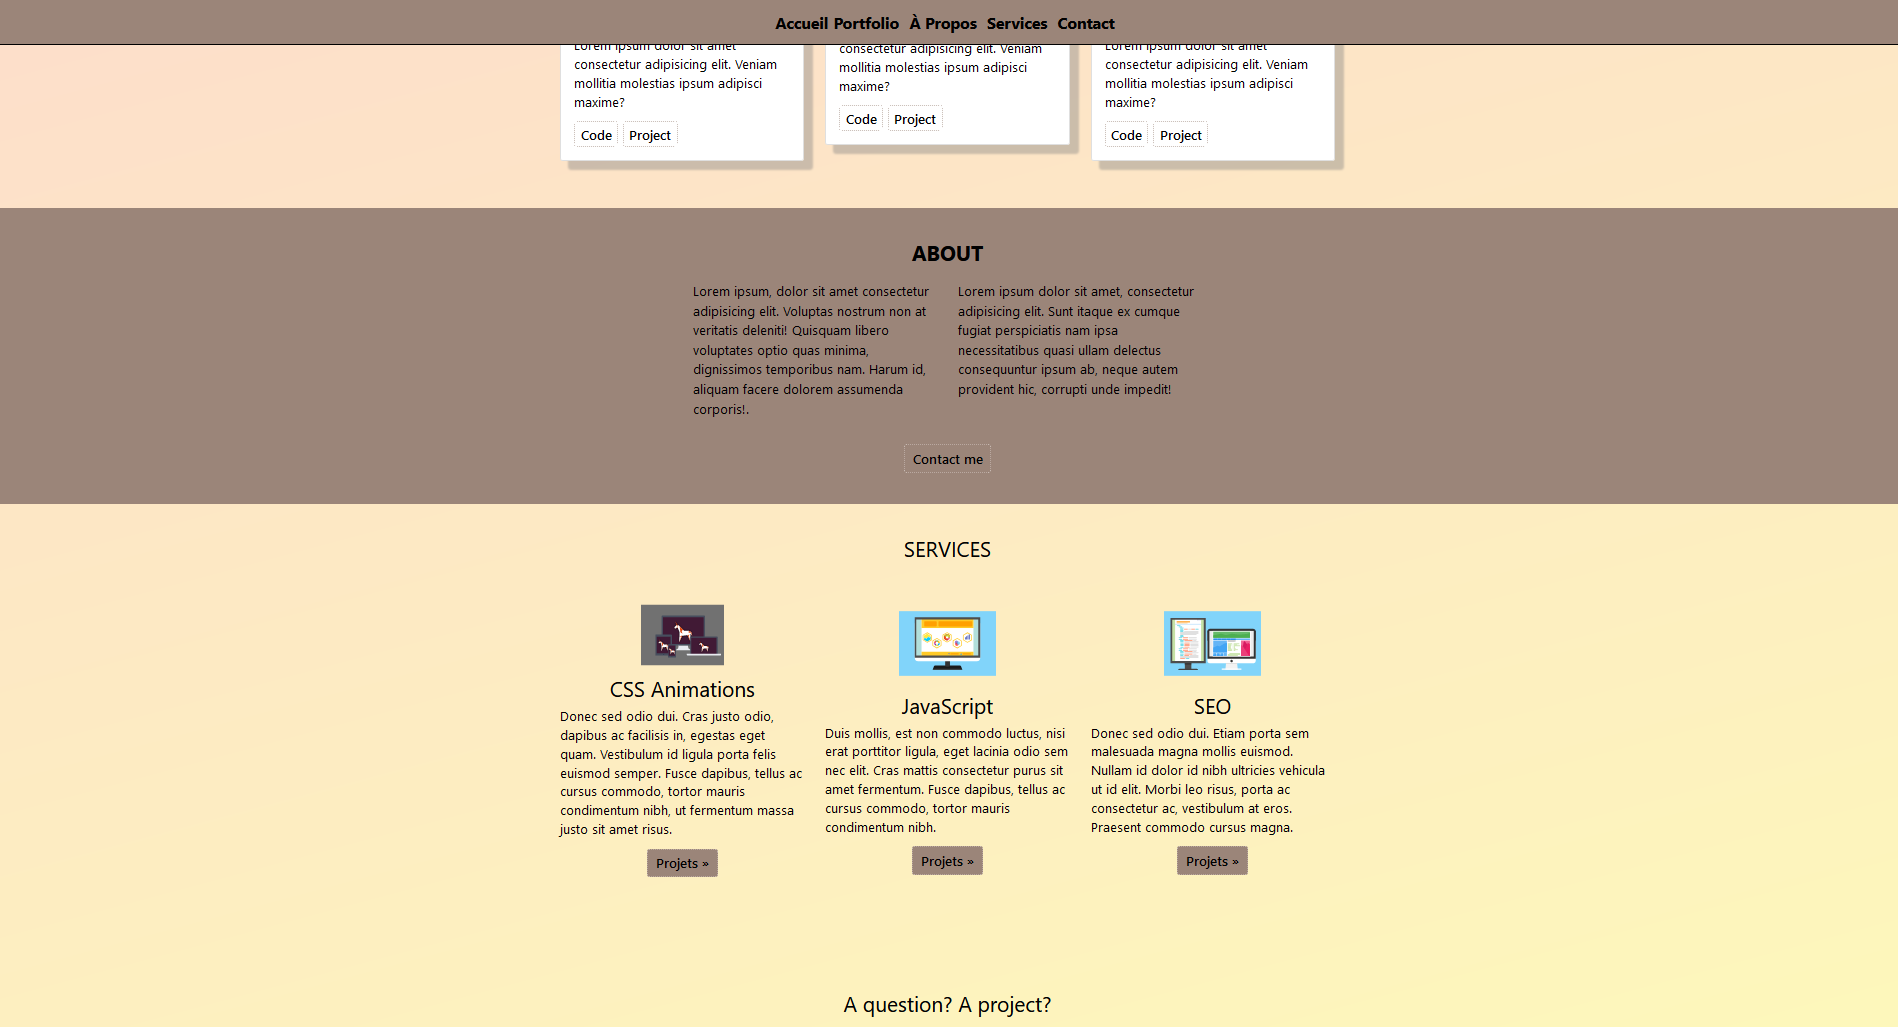 Accueil Portfolio À Propos Services Contact
Lorem ipsum dolor sit amet
consectetur adipisicing elit. Veniam
mollitia molestias ipsum adipisci
maxime?
Code Project
consectetur adipisicing elit. Veniam
mollitia molestias ipsum adipisci
maxime?
Code Project
Lorem ipsum dolor sit amet
consectetur adipisicing elit. Veniam
mollitia molestias ipsum adipisci
maxime?
Code Project
ABOUT
Lorem ipsum, dolor sit amet consectetur
adipisicing elit. Voluptas nostrum non at
veritatis deleniti! Quisquam libero
voluptates optio quas minima,
dignissimos temporibus nam. Harum id,
aliquam facere dolorem assumenda
corporis!.
Lorem ipsum dolor sit amet, consectetur
adipisicing elit. Sunt itaque ex cumque
fugiat perspiciatis nam ipsa
necessitatibus quasi ullam delectus
consequuntur ipsum ab, neque autem
provident hic, corrupti unde impedit!
Contact me
SERVICES
CSS Animations
Donec sed odio dui. Cras justo odio,
dapibus ac facilisis in, egestas eget
quam. Vestibulum id ligula porta felis
euismod semper. Fusce dapibus, tellus ac
cursus commodo, tortor mauris
condimentum nibh, ut fermentum massa
justo sit amet risus.
Projets »
JavaScript
Duis mollis, est non commodo luctus, nisi
erat porttitor ligula, eget lacinia odio sem
nec elit. Cras mattis consectetur purus sit
amet fermentum. Fusce dapibus, tellus ac
cursus commodo, tortor mauris
condimentum nibh.
Projets »
SEO
Donec sed odio dui. Etiam porta sem
malesuada magna mollis euismod.
Nullam id dolor id nibh ultricies vehicula
ut id elit. Morbi leo risus, porta ac
consectetur ac, vestibulum at eros.
Praesent commodo cursus magna.
Projets »
A question? A project?